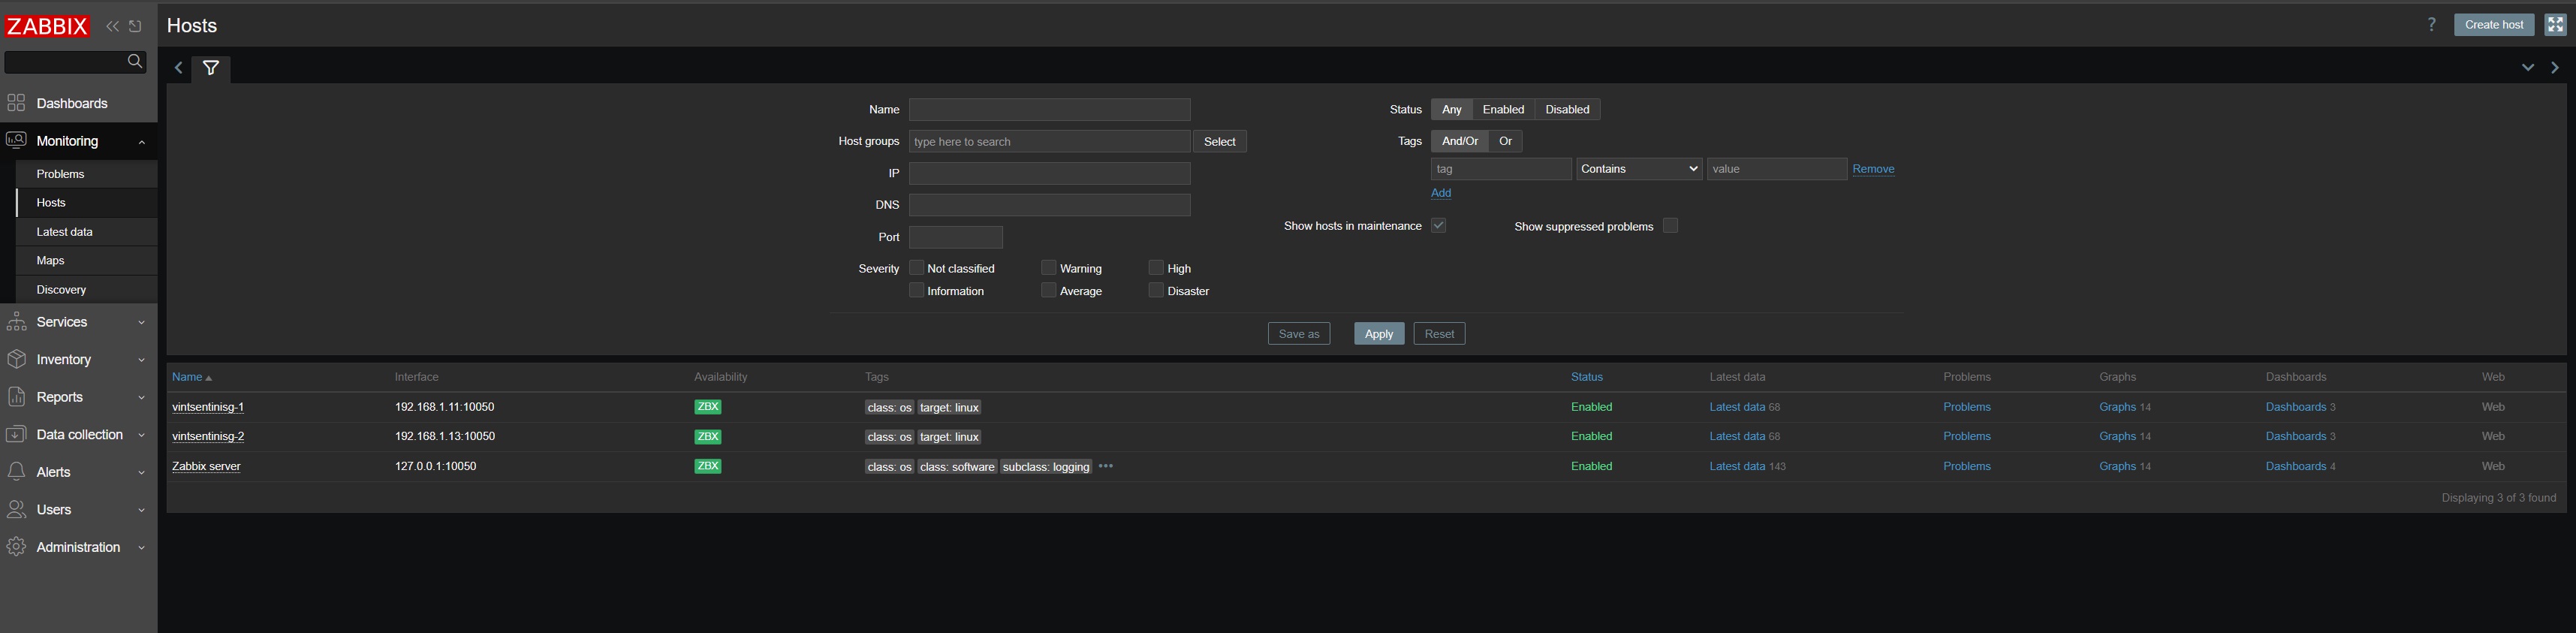 ZABBIX
Hosts
? Create host
Dashboards
Monitoring
Problems
Hosts
Latest data
Maps
Discovery
Services
Inventory
Reports
Data collection
Alerts
Users
Administration
Name
Host groups type here to search Select
IP
DNS
Port
Severity Not classified Warning High
Information Average Disaster
Status Any Enabled Disabled
Tags And/Or Or
tag Contains value Remove
Add
Show hosts in maintenance Show suppressed problems
Save as Apply Reset
Name Interface Availability Tags Status Latest data Problems Graphs Dashboards Web
vintsentinisg-1 192.168.1.11:10050 ZBX class: os target: linux Enabled Latest data 68 Problems Graphs 14 Dashboards 3 Web
vintsentinisg-2 192.168.1.13:10050 ZBX class: os target: linux Enabled Latest data 68 Problems Graphs 14 Dashboards 3 Web
Zabbix server 127.0.0.1:10050 ZBX class: os class: software subclass: logging ••• Enabled Latest data 143 Problems Graphs 14 Dashboards 4 Web
Displaying 3 of 3 found